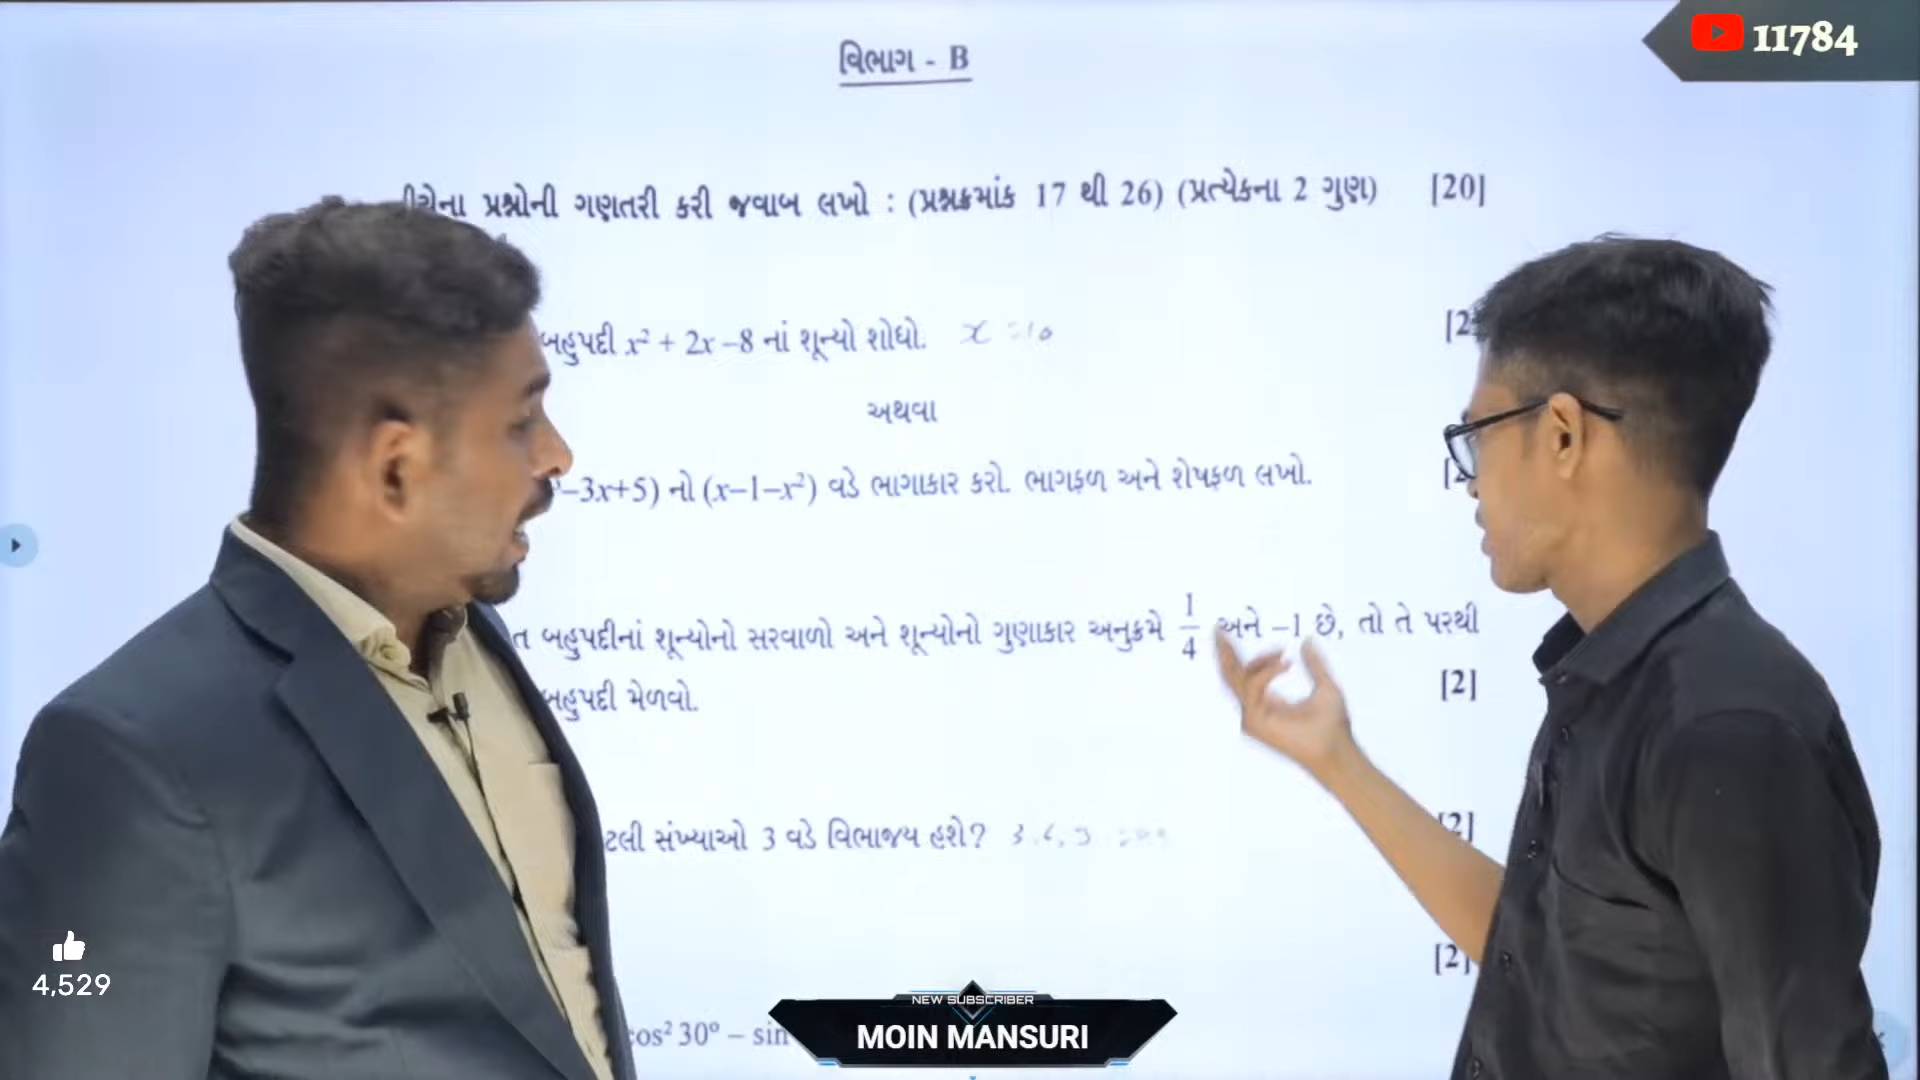 11784
વિભાગ - B
પ્રશ્નોની ગણતરી કરી જવાબ લખો : (પ્રશ્નક્રમાંક 17 થી 26) (પ્રત્યેકના 2 ગુણ) [20]
બહુપદી x² + 2x –8 નાં શૂન્યો શોધો.
અથવા
–3x+5) નો (x–1–x²) વડે ભાગાકાર કરો. ભાગફળ અને શેષફળ લખો.
બહુપદીનાં શૂન્યોનો સરવાળો અને શૂન્યોનો ગુણાકાર અનુક્રમે 1/4 અને –1 છે, તો તે પરથી
બહુપદી મેળવો. [2]
સંખ્યાઓ 3 વડે વિભાજ્ય હશે?
4,529
cos² 30° – sin
NEW SUBSCRIBER
MOIN MANSURI